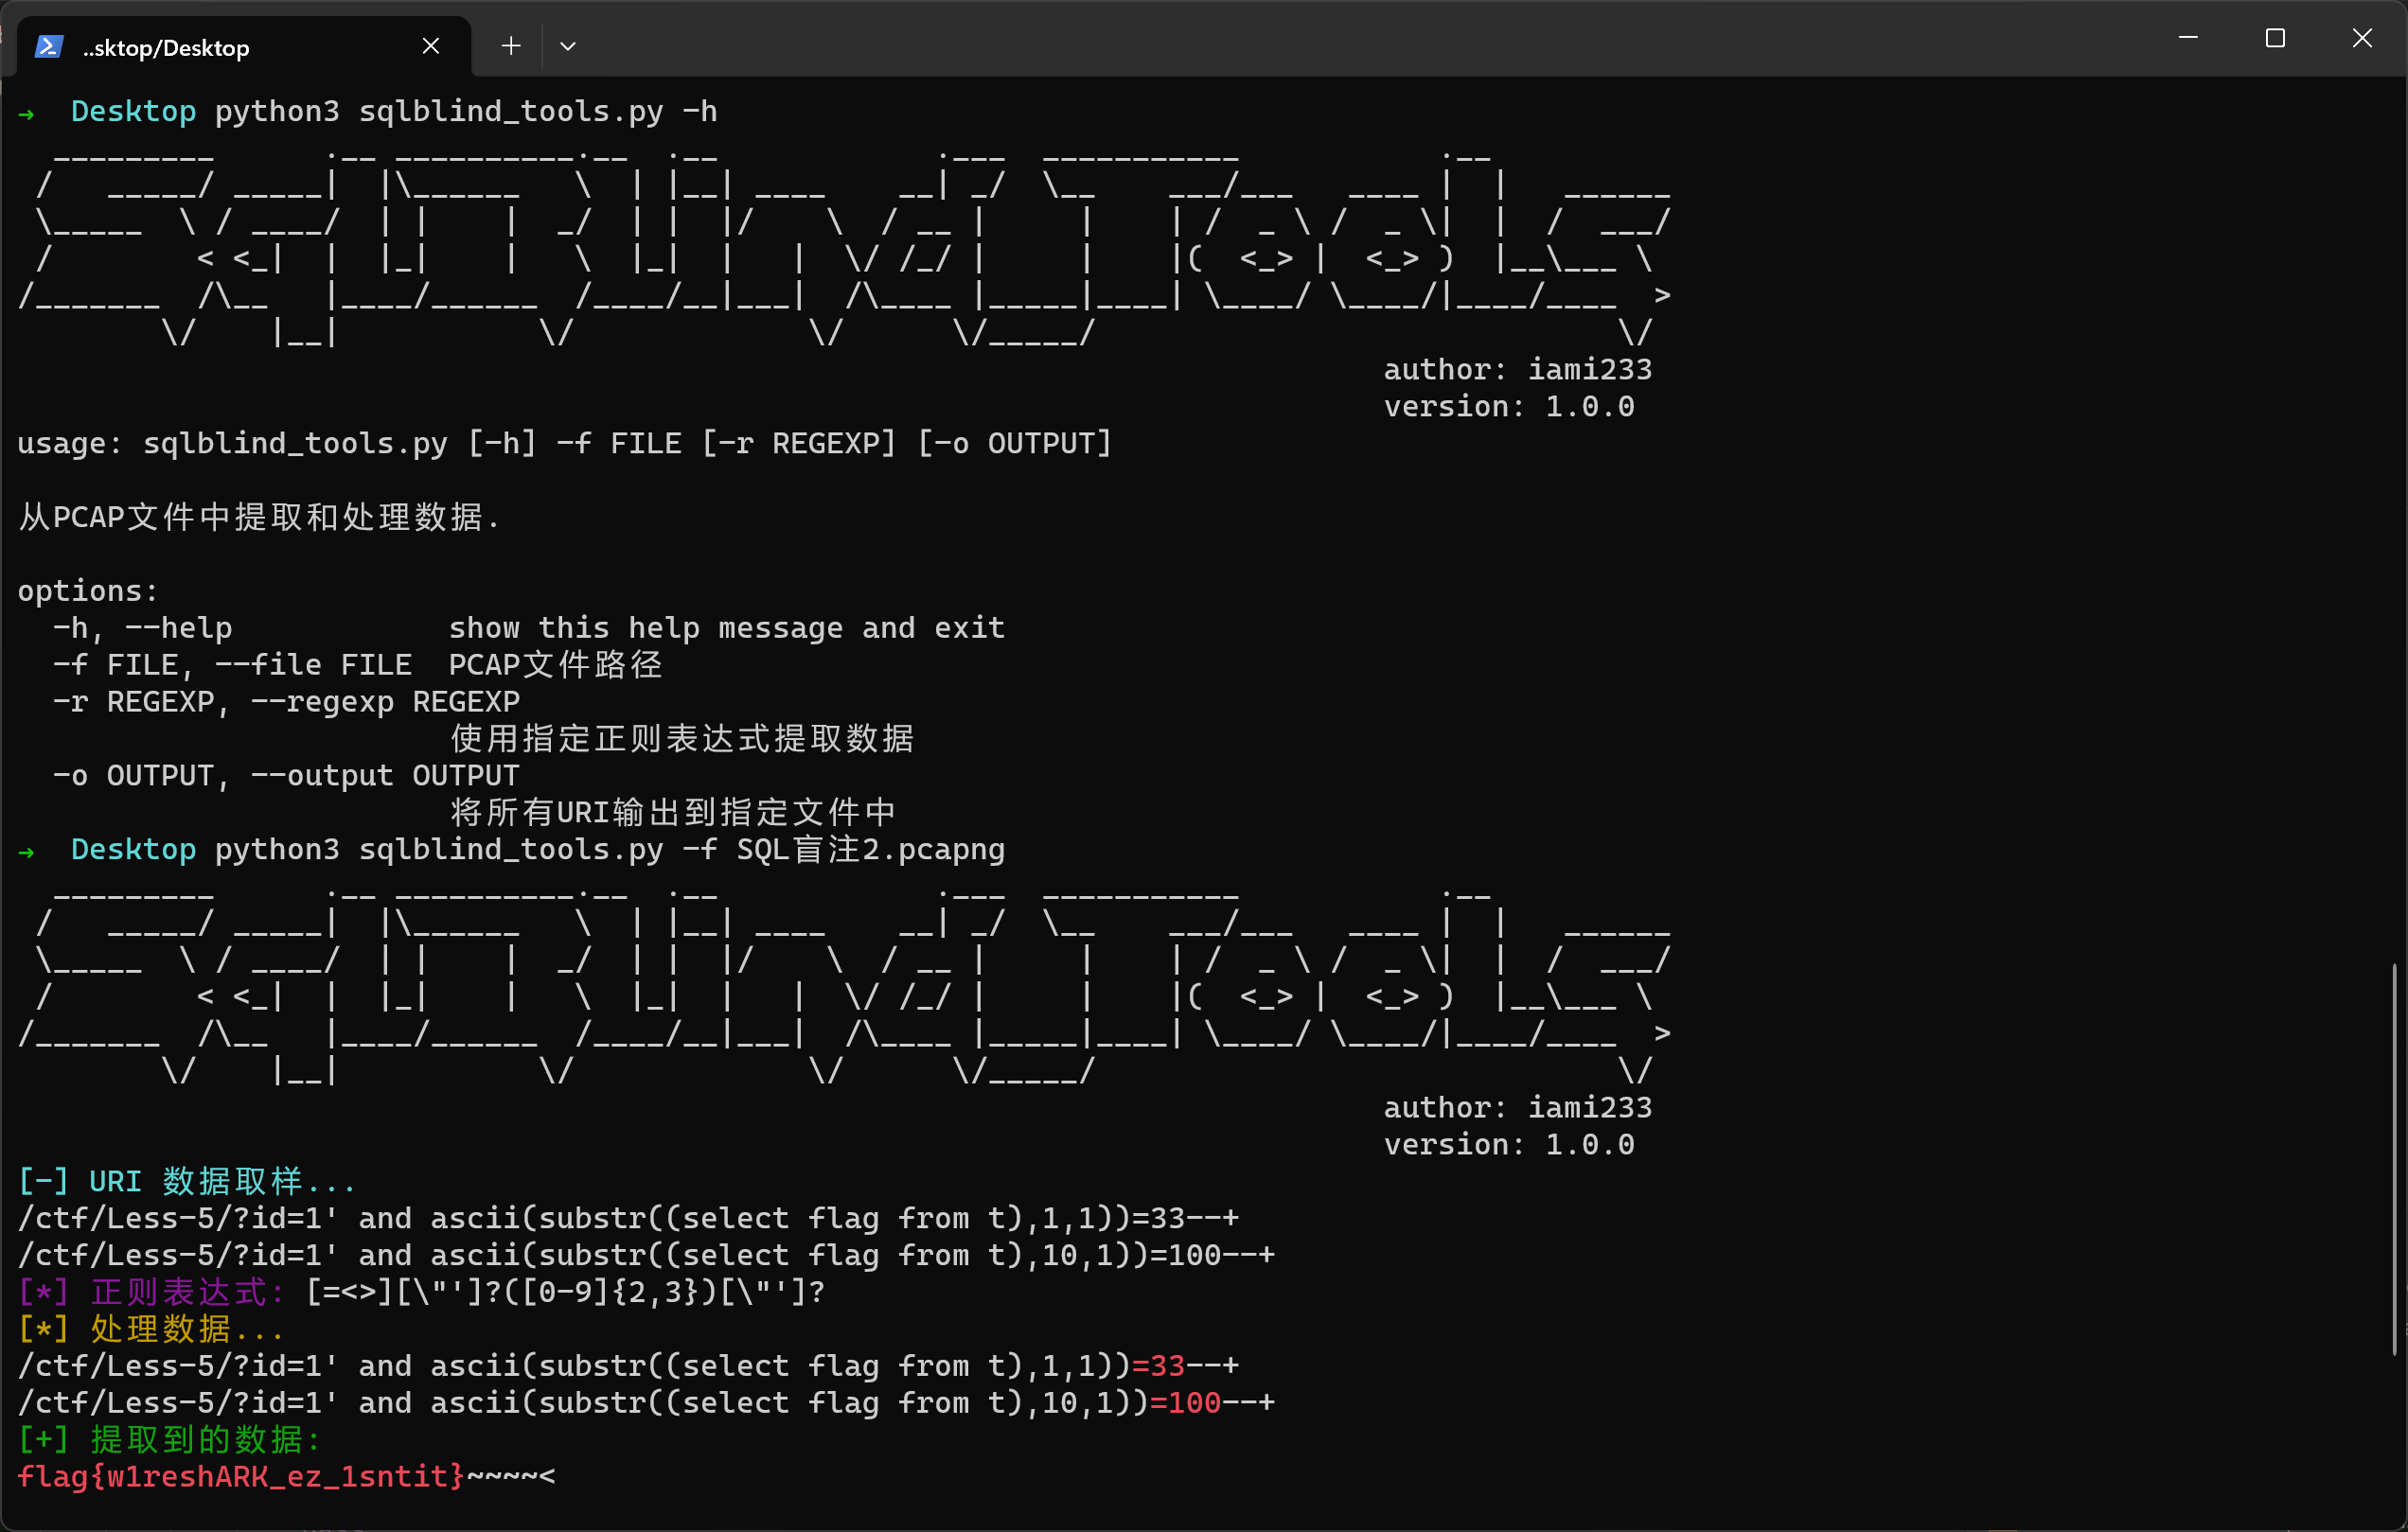 ..sktop/Desktop
→ Desktop python3 sqlblind_tools.py -h
SqlBlind_Tools
author: iami233
version: 1.0.0
usage: sqlblind_tools.py [-h] -f FILE [-r REGEXP] [-o OUTPUT]
从PCAP文件中提取和处理数据.
options:
-h, --help show this help message and exit
-f FILE, --file FILE PCAP文件路径
-r REGEXP, --regexp REGEXP
使用指定正则表达式提取数据
-o OUTPUT, --output OUTPUT
将所有URI输出到指定文件中
→ Desktop python3 sqlblind_tools.py -f SQL盲注2.pcapng
SqlBlind_Tools
author: iami233
version: 1.0.0
[-] URI 数据取样...
/ctf/Less-5/?id=1' and ascii(substr((select flag from t),1,1))=33--+
/ctf/Less-5/?id=1' and ascii(substr((select flag from t),10,1))=100--+
[*] 正则表达式: [=<>][\"']?([0-9]{2,3})[\"']?
[*] 处理数据...
/ctf/Less-5/?id=1' and ascii(substr((select flag from t),1,1))=33--+
/ctf/Less-5/?id=1' and ascii(substr((select flag from t),10,1))=100--+
[+] 提取到的数据:
flag{w1reshARK_ez_1sntit}~~~~<